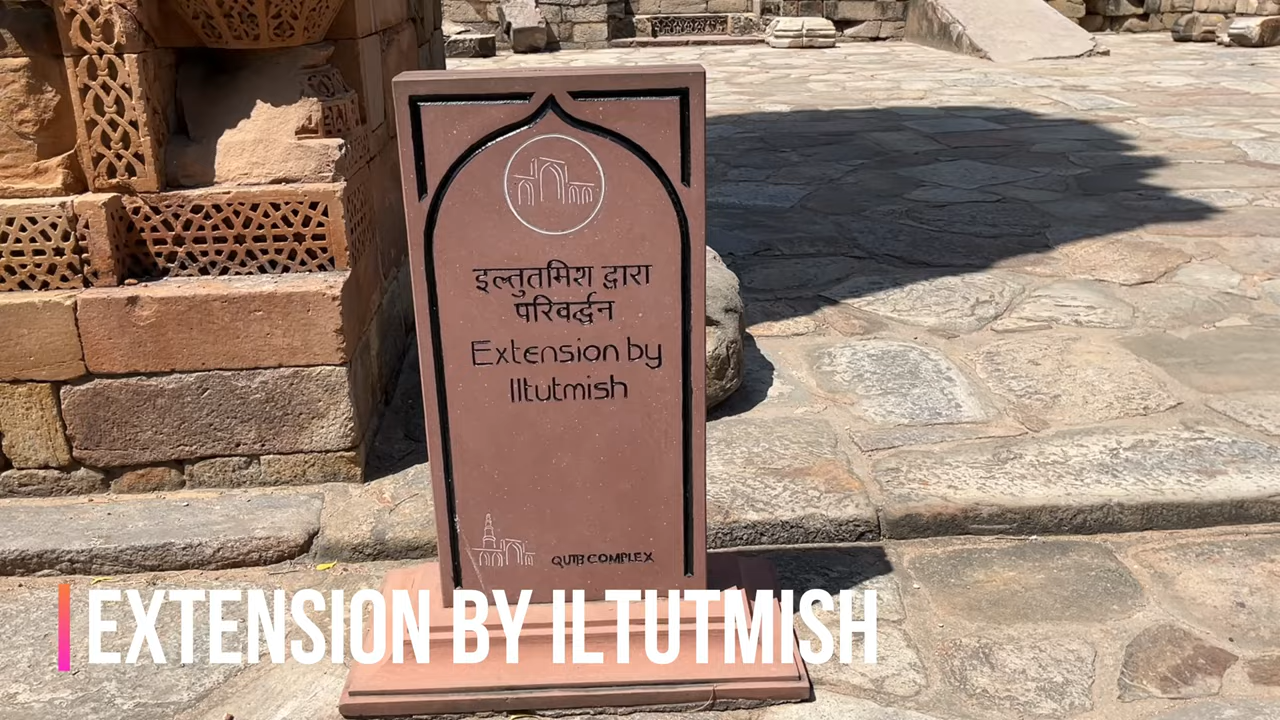 इल्तुतमिश द्वारा
परिवर्द्धन
Extension by
Iltutmish
QUTB COMPLEX
EXTENSION BY ILTUTMISH